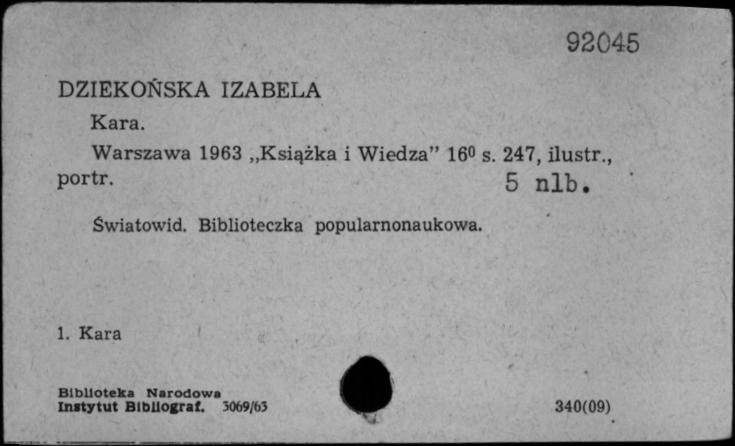 92045
DZIEKOŃSKA IZABELA
Kara.
Warszawa 1963 „Książka i Wiedza” 16⁰ s. 247, ilustr.,
portr. 5 nlb.
Światowid. Biblioteczka popularnonaukowa.
1. Kara
Biblioteka Narodowa
Instytut Bibliograf. 3069/63 340(09)